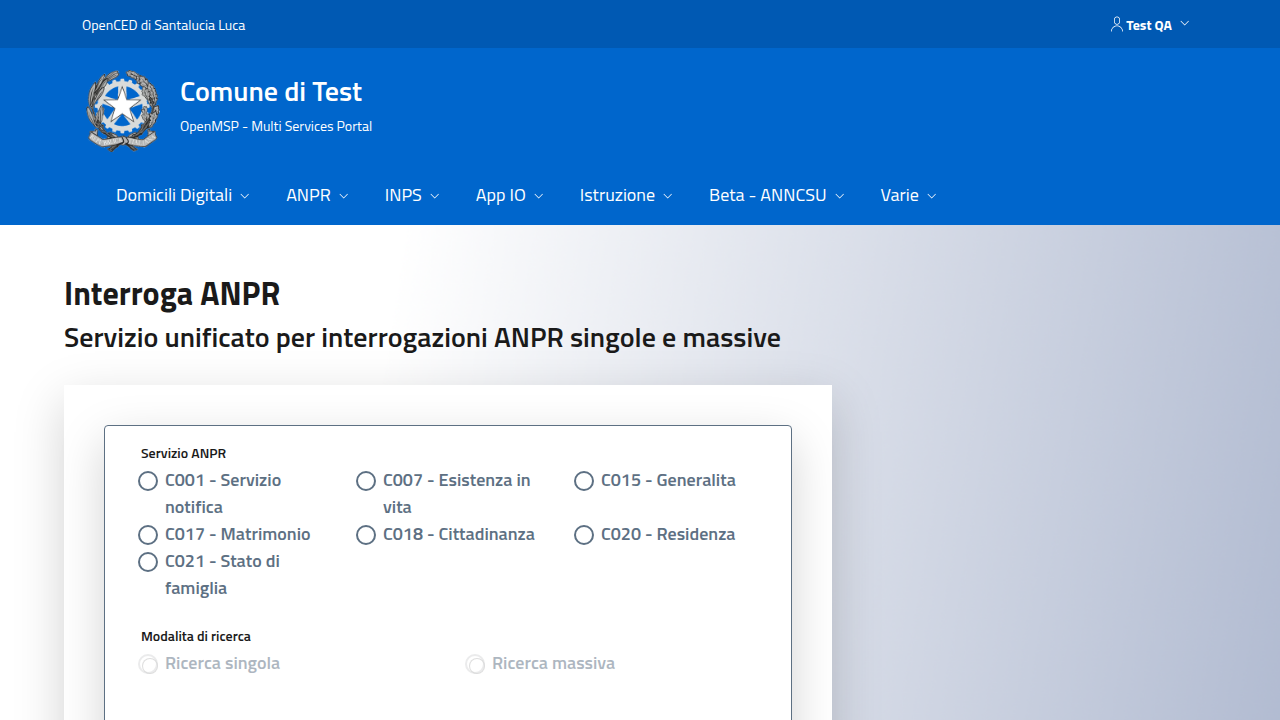 OpenCED di Santalucia Luca
Test QA
Comune di Test
OpenMSP - Multi Services Portal
Domicili Digitali
ANPR
INPS
App IO
Istruzione
Beta - ANNCSU
Varie
Interroga ANPR
Servizio unificato per interrogazioni ANPR singole e massive
Servizio ANPR
C001 - Servizio
notifica
C007 - Esistenza in
vita
C015 - Generalita
C017 - Matrimonio
C018 - Cittadinanza
C020 - Residenza
C021 - Stato di
famiglia
Modalita di ricerca
Ricerca singola
Ricerca massiva